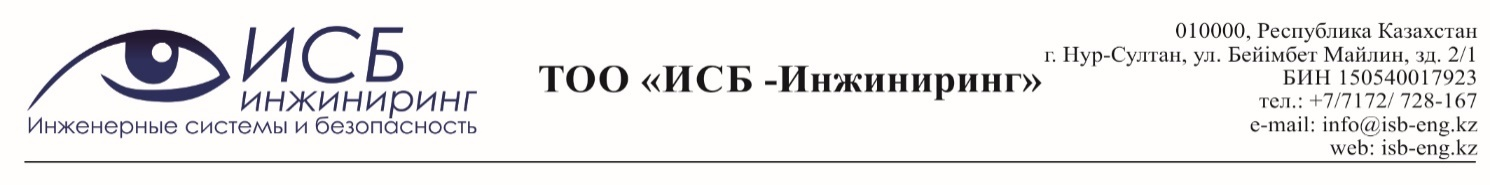 ИСБ
инжиниринг
Инженерные системы и безопасность
ТОО «ИСБ -Инжиниринг»
010000, Республика Казахстан
г. Нур-Султан, ул. Бейімбет Майлин, зд. 2/1
БИН 150540017923
тел.: +7/7172/ 728-167
e-mail: info@isb-eng.kz
web: isb-eng.kz